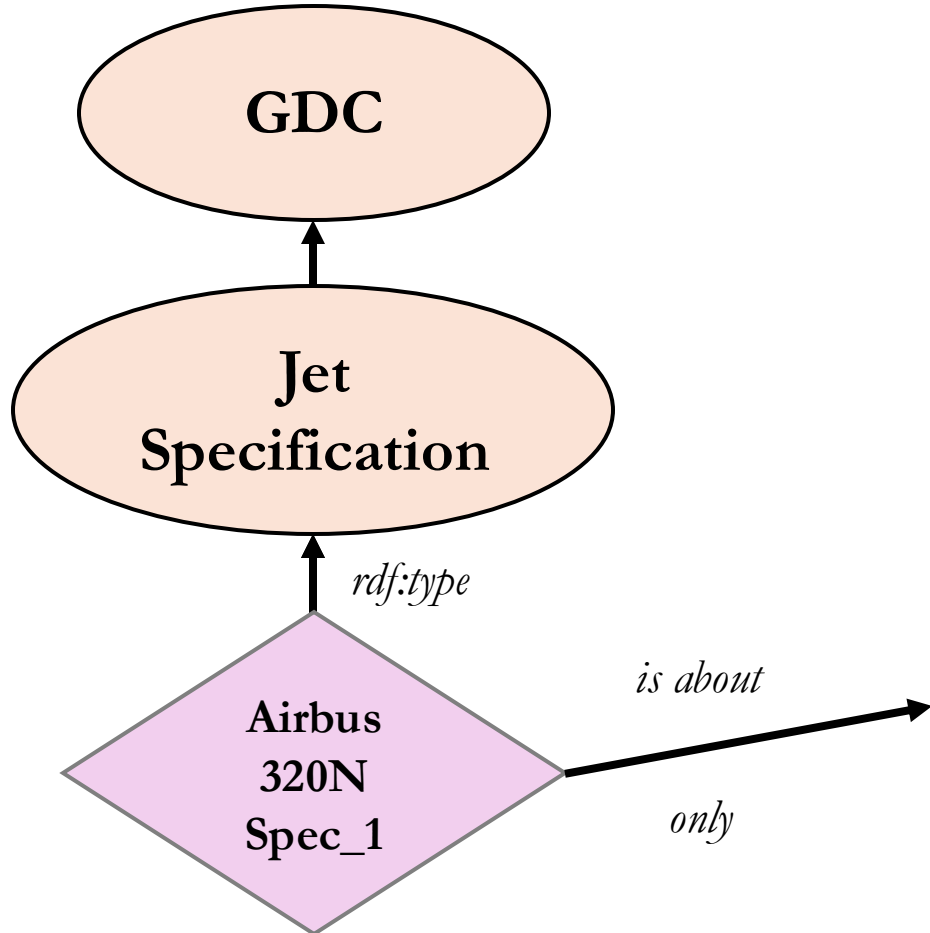 GDC
Jet
Specification
rdf:type
is about
Airbus
320N
Spec_1
only